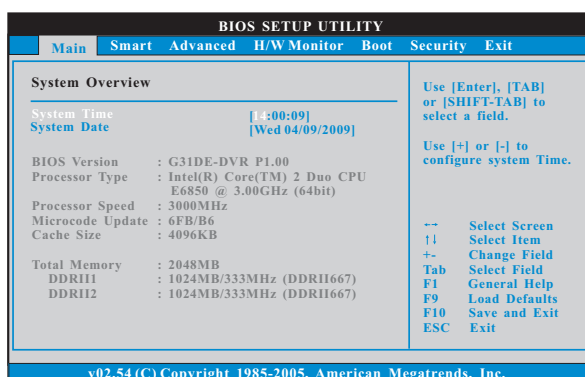 BIOS SETUP UTILITY
Main Smart Advanced H/W Monitor Boot Security Exit
System Overview
System Time [14:00:09]
System Date [Wed 04/09/2009]
BIOS Version : G31DE-DVR P1.00
Processor Type : Intel(R) Core(TM) 2 Duo CPU
E6850 @ 3.00GHz (64bit)
Processor Speed : 3000MHz
Microcode Update : 6FB/B6
Cache Size : 4096KB
Total Memory : 2048MB
DDRII1 : 1024MB/333MHz (DDRII667)
DDRII2 : 1024MB/333MHz (DDRII667)
Use [Enter], [TAB]
or [SHIFT-TAB] to
select a field.
Use [+] or [-] to
configure system Time.
←→ Select Screen
↑↓ Select Item
+- Change Field
Tab Select Field
F1 General Help
F9 Load Defaults
F10 Save and Exit
ESC Exit
v02.54 (C) Copyright 1985-2005, American Megatrends, Inc.